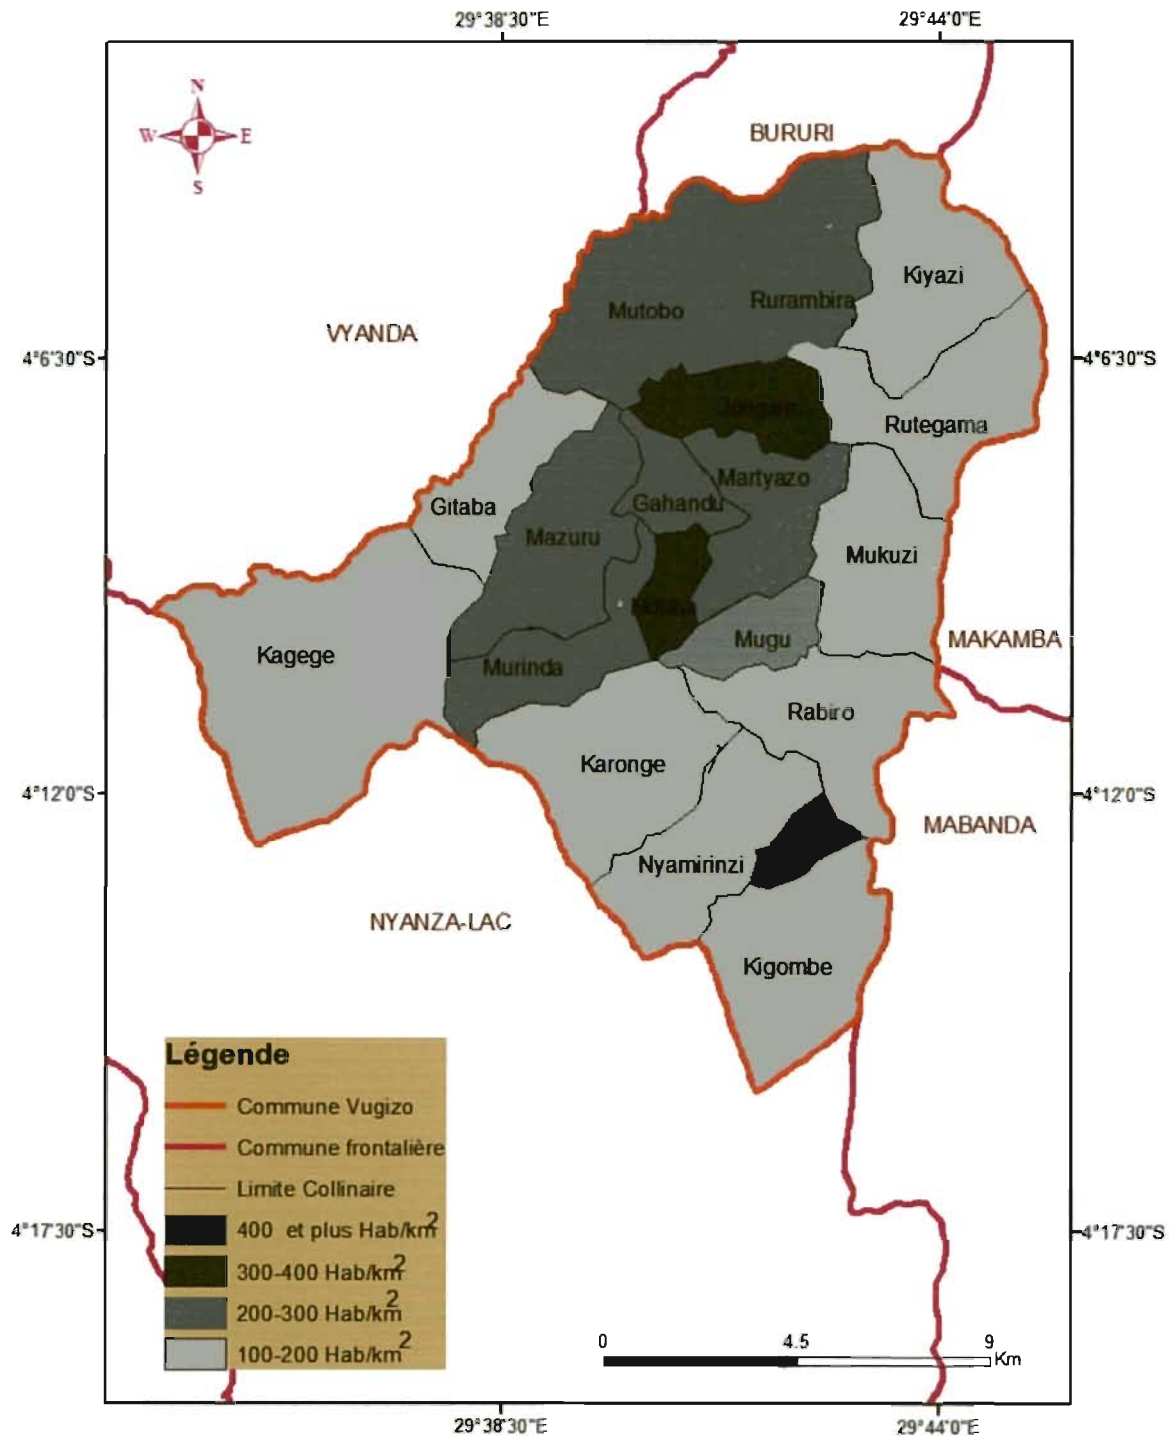 29°38'30"E
29°44'0"E
N
W
E
S
BURURI
Kiyazi
Rurambira
Mutobo
VYANDA
4°6'30"S
4°6'30"S
Rutegama
Martyazo
Gahandu
Gitaba
Mazuru
Mukuzi
Mugu
MAKAMBA
Kagege
Murinda
Rabiro
Karonge
4°12'0"S
4°12'0"S
MABANDA
Nyamirinzi
NYANZA-LAC
Kigombe
Légende
Commune Vugizo
Commune frontalière
Limite Collinaire
400 et plus Hab/km2
300-400 Hab/km2
200-300 Hab/km2
100-200 Hab/km2
4°17'30"S
4°17'30"S
0
4.5
9
Km
29°38'30"E
29°44'0"E